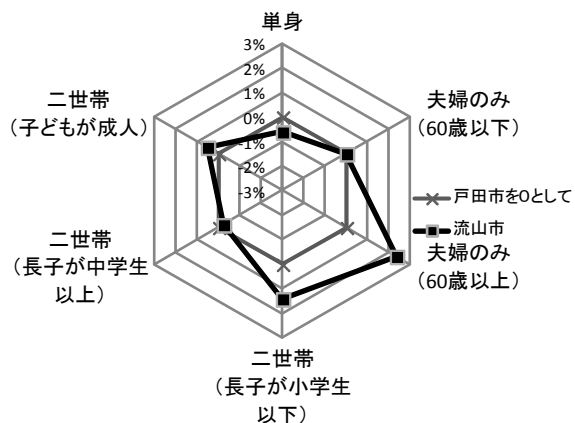 単身
3%
2%
1%
0%
-1%
-2%
-3%
夫婦のみ
(60歳以下)
戸田市を0として
流山市
夫婦のみ
(60歳以上)
二世帯
(長子が小学生
以下)
二世帯
(長子が中学生
以上)
二世帯
(子どもが成人)